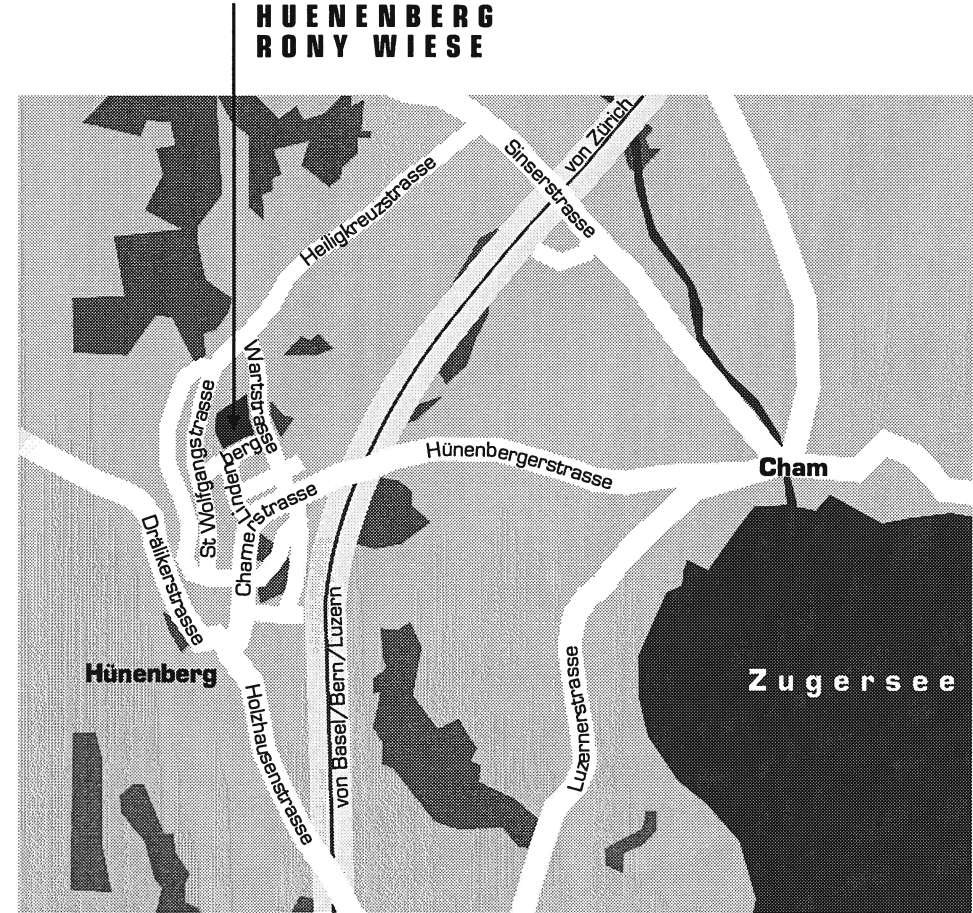 HUENENBERG
RONY WIESE
von Zürich
Sinserstrasse
Heiligkreuzstrasse
Wartstrasse
St Wolfgangstrasse
Lindenberg
Chamerstrasse
Hünenbergerstrasse
Cham
Drälikerstrasse
Hünenberg
Holzhausenstrasse
von Basel/Bern/Luzern
Luzernerstrasse
Zugersee